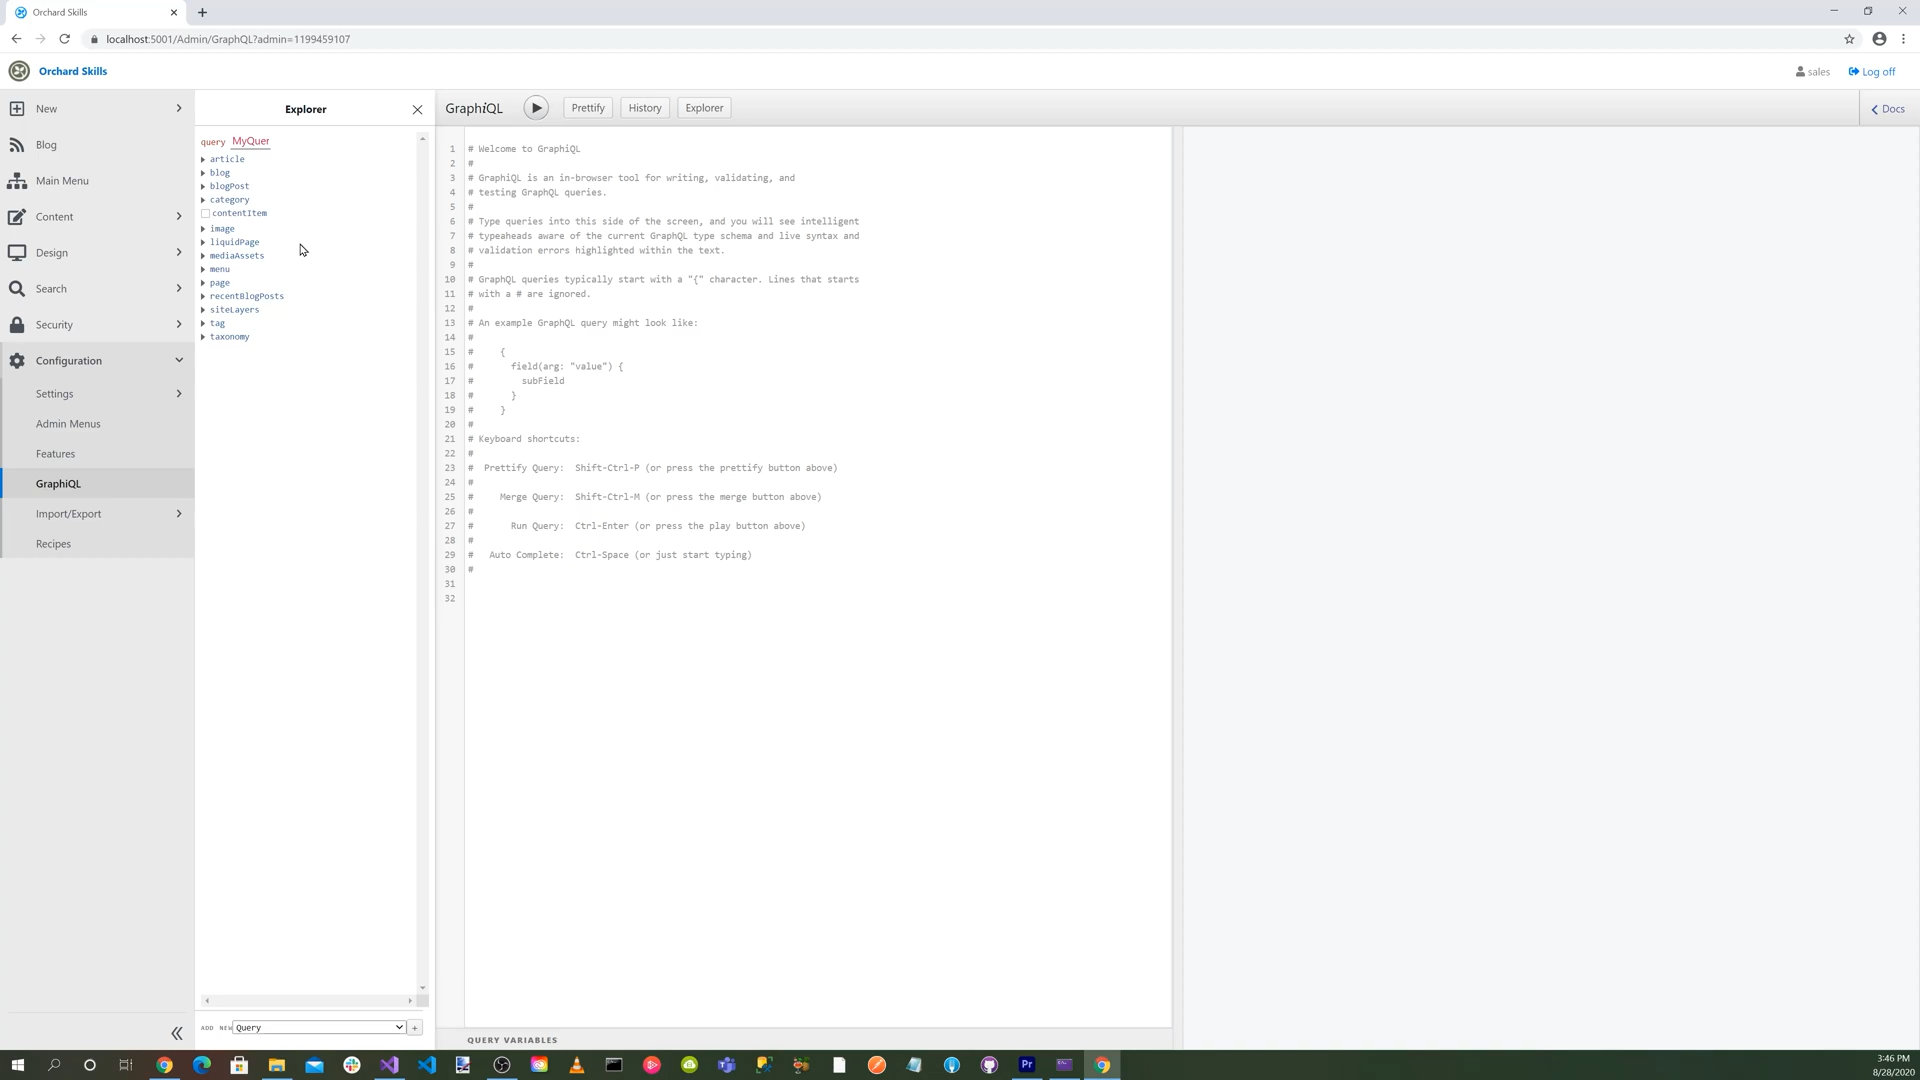 Orchard Skills
localhost:5001/Admin/GraphQL?admin=1199459107
Orchard Skills
sales
Log off
New
Blog
Main Menu
Content
Design
Search
Security
Configuration
Settings
Admin Menus
Features
GraphiQL
Import/Export
Recipes
Explorer
query MyQuer
article
blog
blogPost
category
contentItem
image
liquidPage
mediaAssets
menu
page
recentBlogPosts
siteLayers
tag
taxonomy
ADD NEW Query +
GraphiQL
Prettify
History
Explorer
Docs
1 # Welcome to GraphiQL
2 #
3 # GraphiQL is an in-browser tool for writing, validating, and
4 # testing GraphQL queries.
5 #
6 # Type queries into this side of the screen, and you will see intelligent
7 # typeaheads aware of the current GraphQL type schema and live syntax and
8 # validation errors highlighted within the text.
9 #
10 # GraphQL queries typically start with a "{" character. Lines that starts
11 # with a # are ignored.
12 #
13 # An example GraphQL query might look like:
14 #
15 # {
16 # field(arg: "value") {
17 # subField
18 # }
19 # }
20 #
21 # Keyboard shortcuts:
22 #
23 # Prettify Query: Shift-Ctrl-P (or press the prettify button above)
24 #
25 # Merge Query: Shift-Ctrl-M (or press the merge button above)
26 #
27 # Run Query: Ctrl-Enter (or press the play button above)
28 #
29 # Auto Complete: Ctrl-Space (or just start typing)
30 #
31
32
QUERY VARIABLES
Pr
3:46 PM
8/28/2020